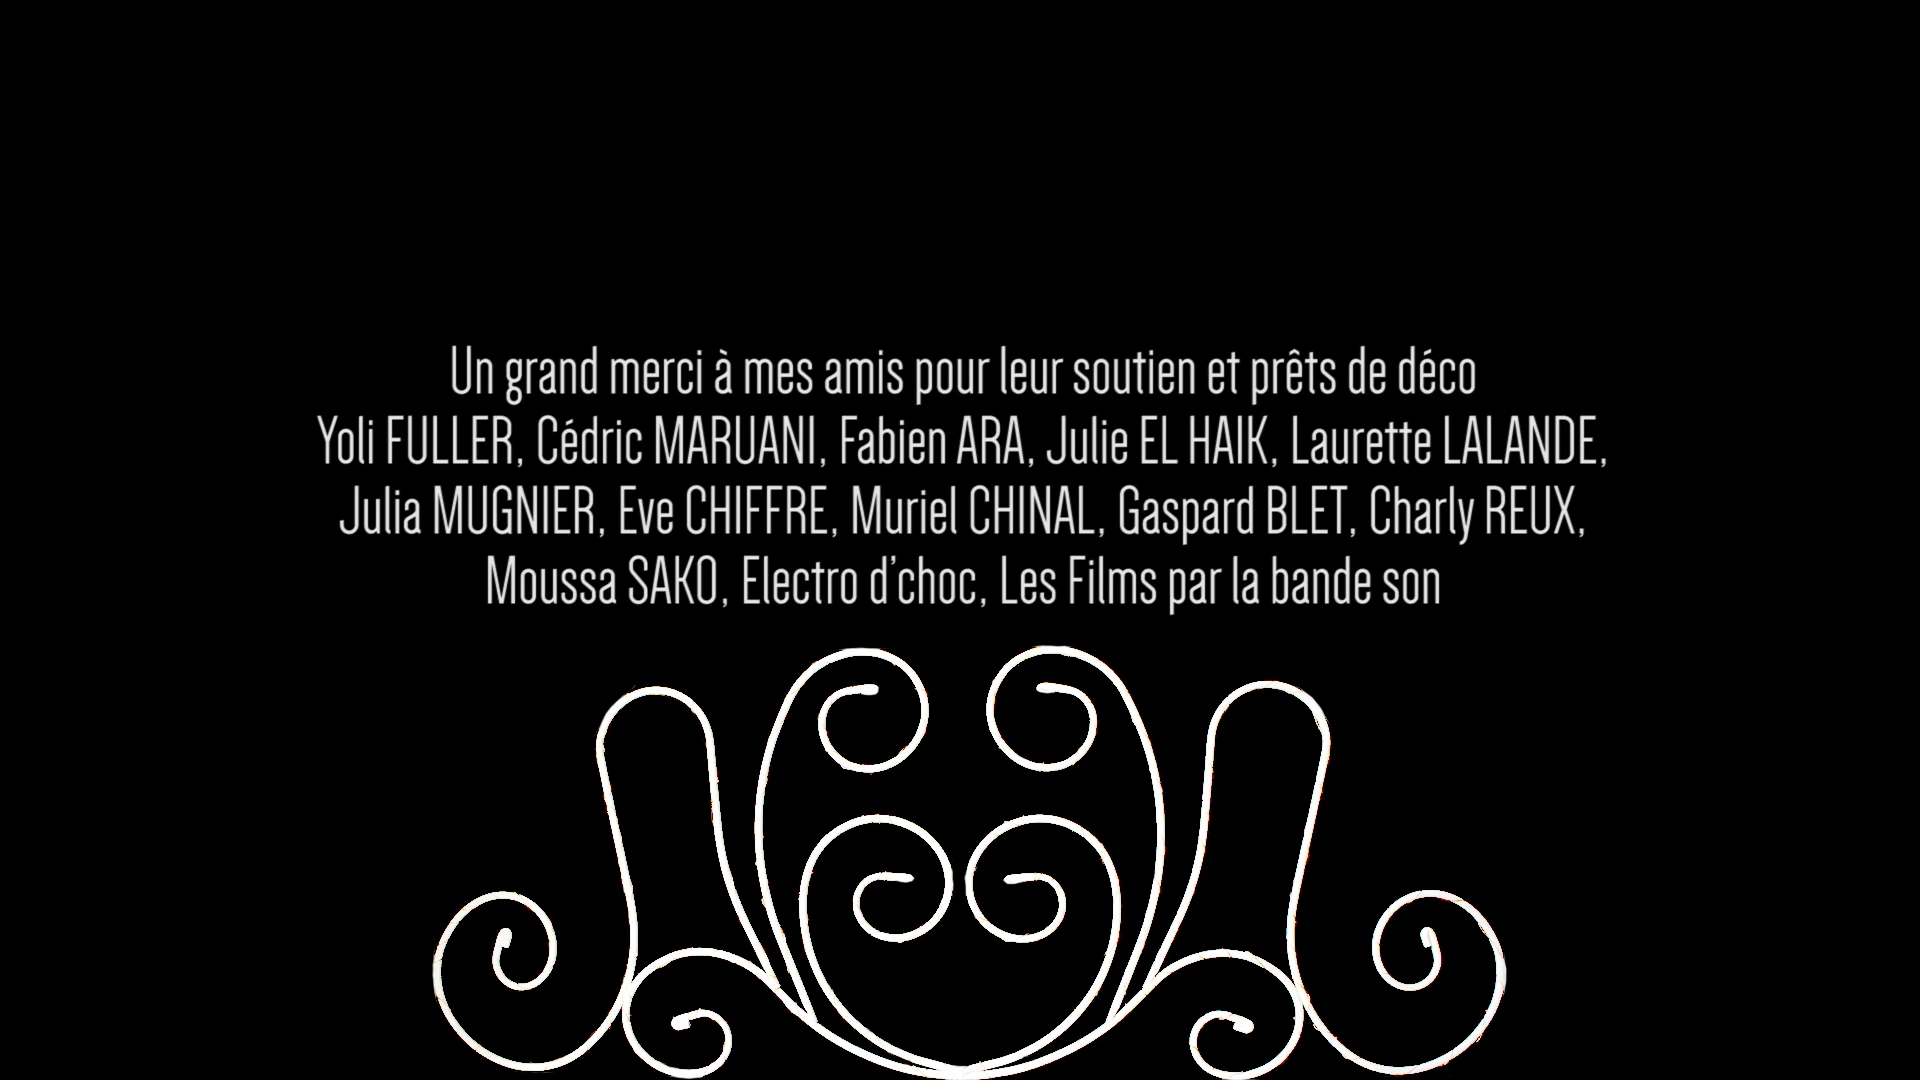 Un grand merci à mes amis pour leur soutien et prêts de déco
Yoli FULLER, Cédric MARUANI, Fabien ARA, Julie EL HAIK, Laurette LALANDE,
Julia MUGNIER, Eve CHIFFRE, Muriel CHINAL, Gaspard BLET, Charly REUX,
Moussa SAKO, Electro d’choc, Les Films par la bande son